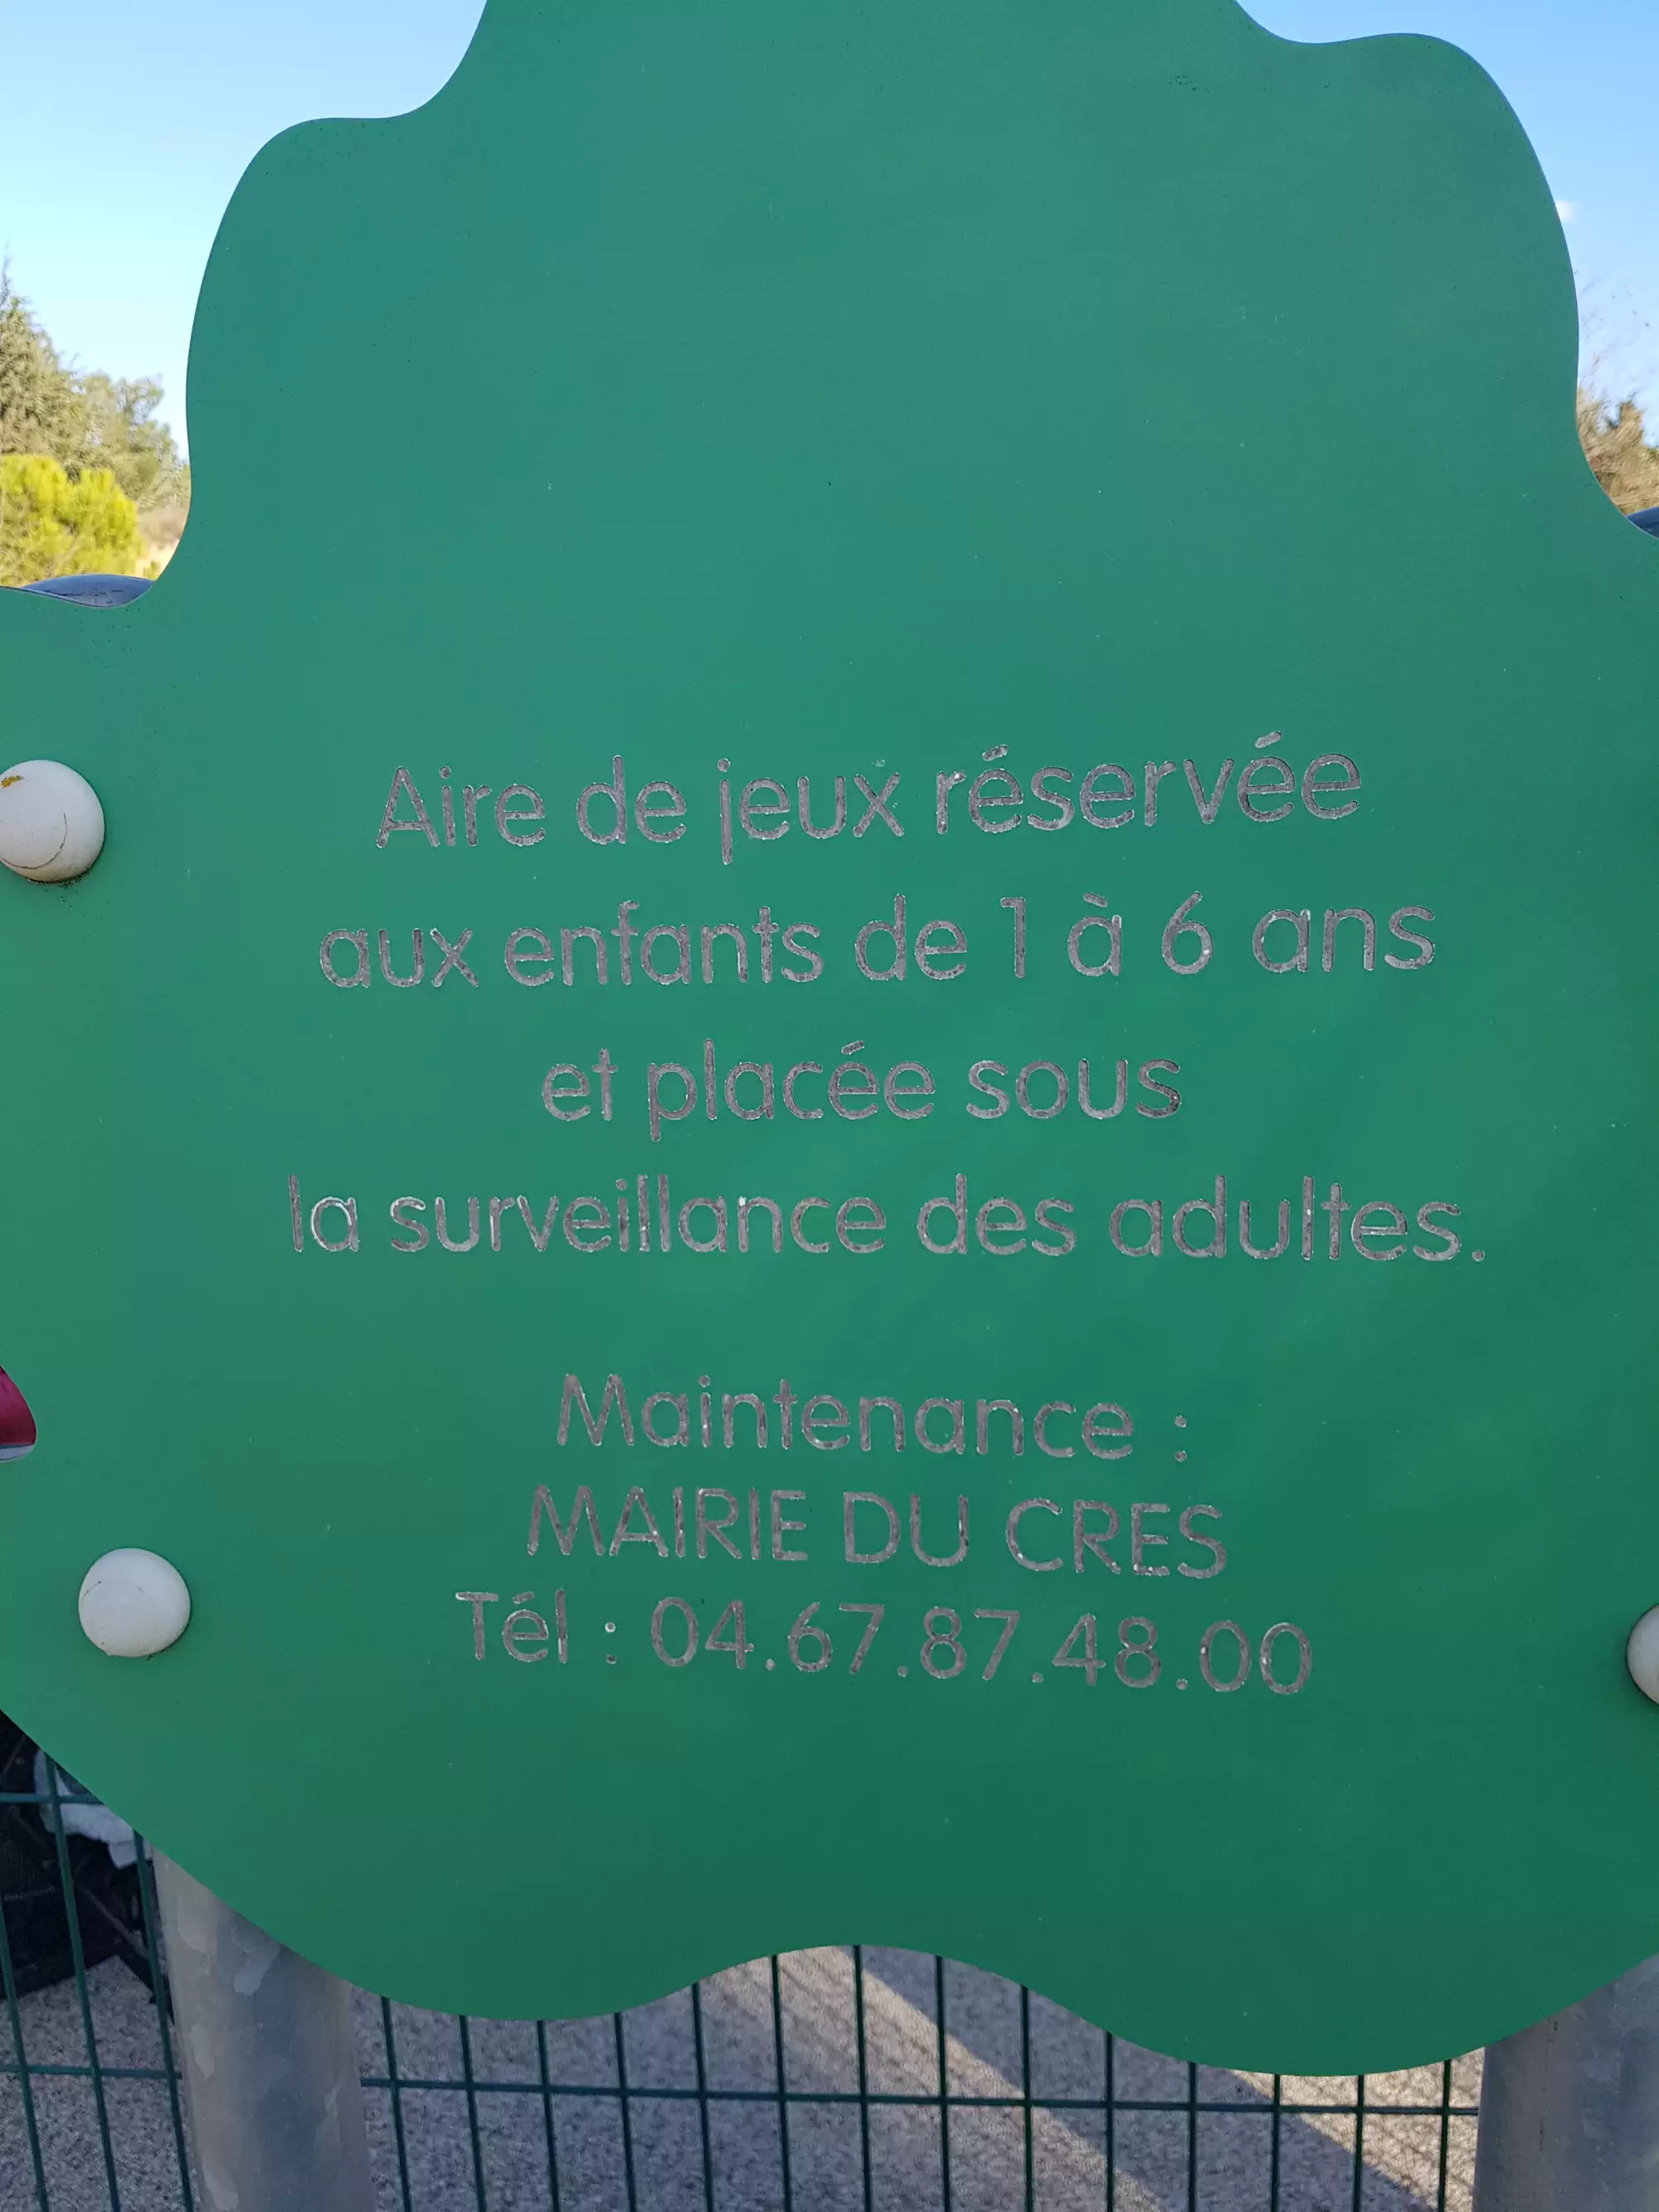 Aire de jeux réservée
aux enfants de 1 à 6 ans
et placée sous
la surveillance des adultes.
Maintenance :
MAIRIE DU CRES
Tél : 04.67.87.48.00